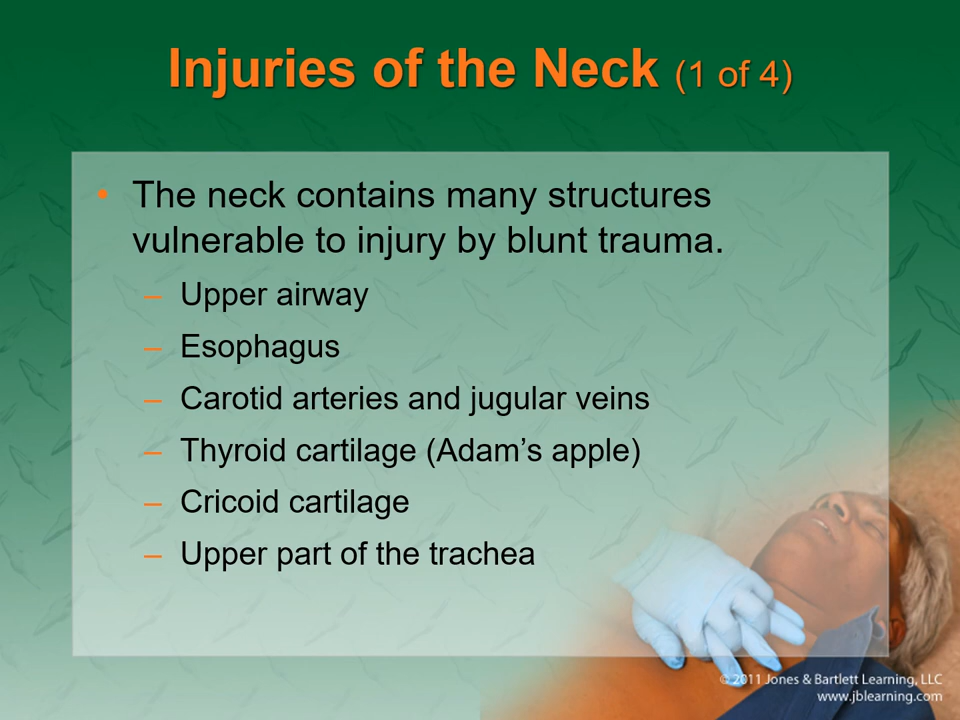 Injuries of the Neck (1 of 4)
• The neck contains many structures
vulnerable to injury by blunt trauma.
– Upper airway
– Esophagus
– Carotid arteries and jugular veins
– Thyroid cartilage (Adam’s apple)
– Cricoid cartilage
– Upper part of the trachea
© 2011 Jones & Bartlett Learning, LLC
www.jblearning.com